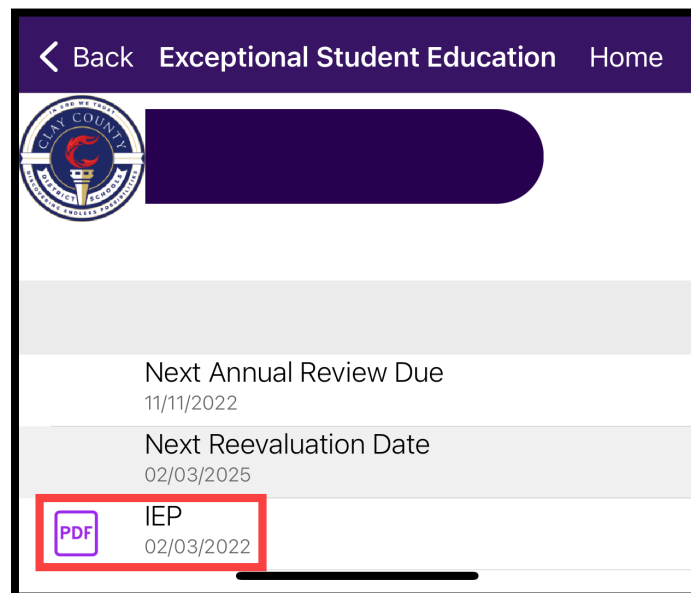 Back Exceptional Student Education Home
IN GOD WE TRUST
CLAY COUNTY
DISTRICT SCHOOLS
DISCOVERING ENDLESS POSSIBILITIES
Next Annual Review Due
11/11/2022
Next Reevaluation Date
02/03/2025
PDF IEP
02/03/2022